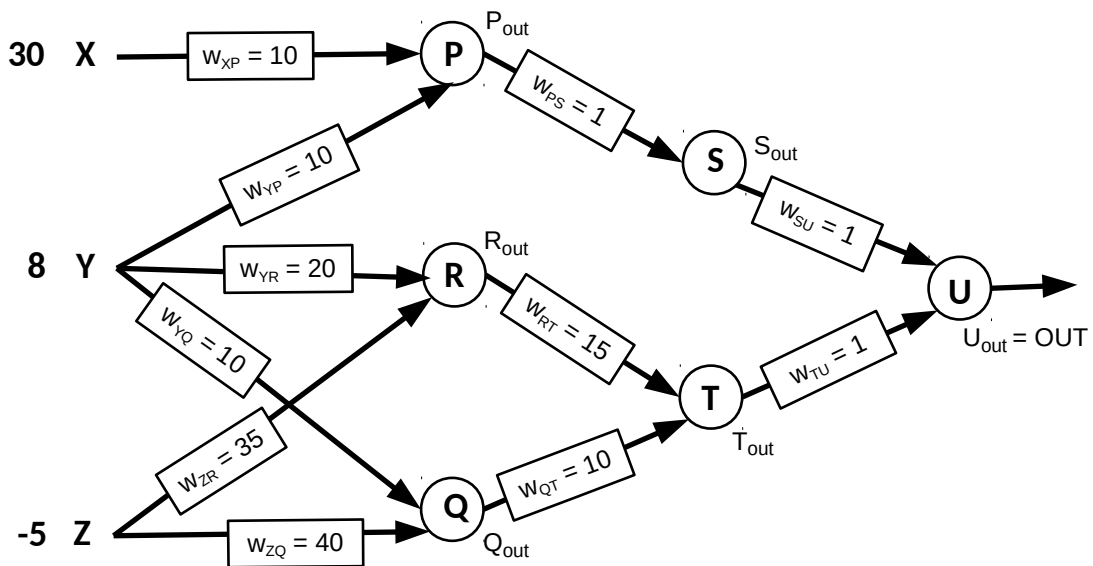 30 X
w_XP = 10
P
P_out
w_PS = 1
w_YP = 10
S
S_out
w_SU = 1
8 Y
w_YR = 20
R
R_out
w_RT = 15
U
U_out = OUT
w_YQ = 10
w_TU = 1
T
T_out
w_ZR = 35
w_QT = 10
-5 Z
w_ZQ = 40
Q
Q_out